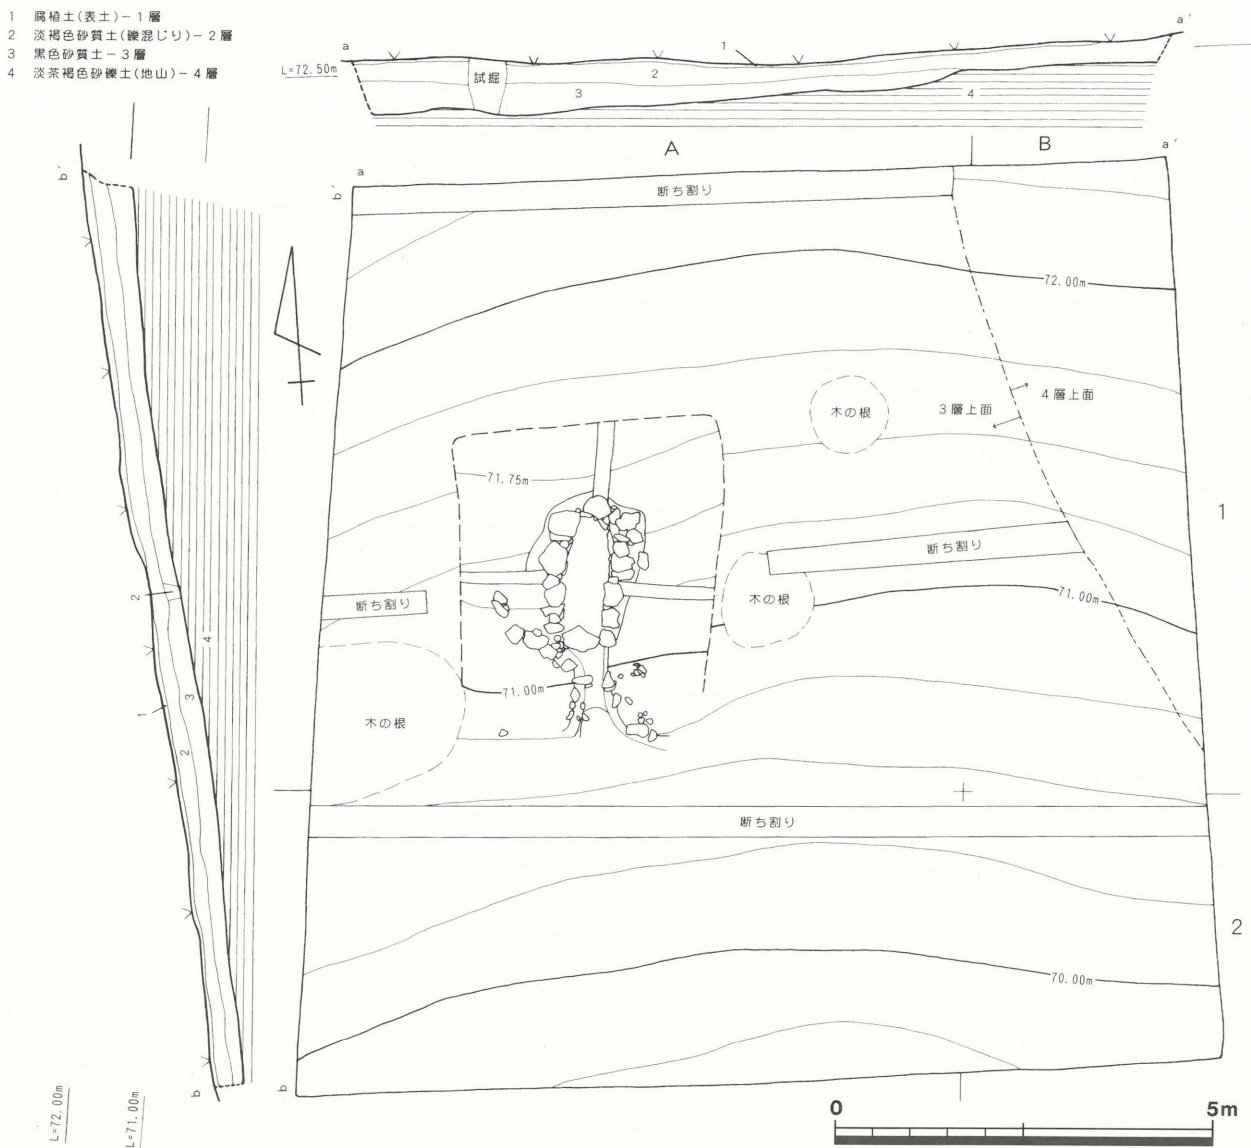 1 腐植土(表土)－1層
2 淡褐色砂質土(礫混じり)－2層
3 黒色砂質土－3層
4 淡茶褐色砂礫土(地山)－4層
a
a′
L=72.50m
試掘
1
2
3
4
A
B
b′
b′
a
a′
断ち割り
72.00m
木の根
4層上面
3層上面
71.75m
1
断ち割り
断ち割り
木の根
71.00m
2
4
3
1
2
71.00m
木の根
断ち割り
2
70.00m
b
b
L=72.00m
L=71.00m
0
5m